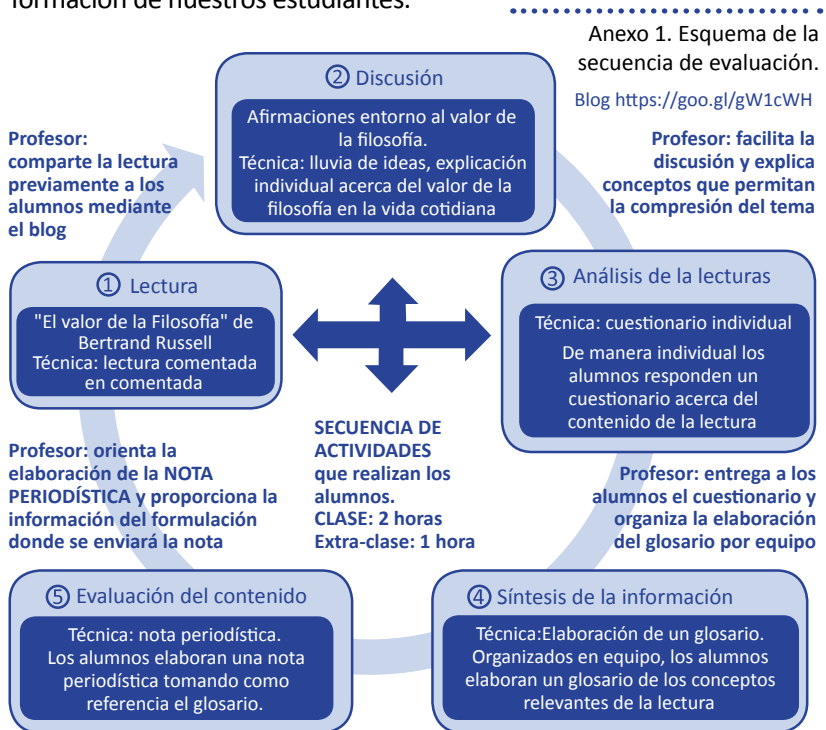 formación de nuestros estudiantes.
Anexo 1. Esquema de la
secuencia de evaluación.
Blog https://goo.gl/gW1cWH
② Discusión
Afirmaciones entorno al valor de
la filosofía.
Técnica: lluvia de ideas, explicación
individual acerca del valor de la
filosofía en la vida cotidiana
Profesor:
comparte la lectura
previamente a los
alumnos mediante
el blog
Profesor: facilita la
discusión y explica
conceptos que permitan
la compresión del tema
① Lectura
"El valor de la Filosofía" de
Bertrand Russell
Técnica: lectura comentada
en comentada
③ Análisis de la lecturas
Técnica: cuestionario individual
De manera individual los
alumnos responden un
cuestionario acerca del
contenido de la lectura
SECUENCIA DE
ACTIVIDADES
que realizan los
alumnos.
CLASE: 2 horas
Extra-clase: 1 hora
Profesor: orienta la
elaboración de la NOTA
PERIODÍSTICA y proporciona la
información del formulación
donde se enviará la nota
Profesor: entrega a los
alumnos el cuestionario y
organiza la elaboración
del glosario por equipo
⑤ Evaluación del contenido
Técnica: nota periodística.
Los alumnos elaboran una nota
periodística tomando como
referencia el glosario.
④ Síntesis de la información
Técnica:Elaboración de un glosario.
Organizados en equipo, los alumnos
elaboran un glosario de los conceptos
relevantes de la lectura